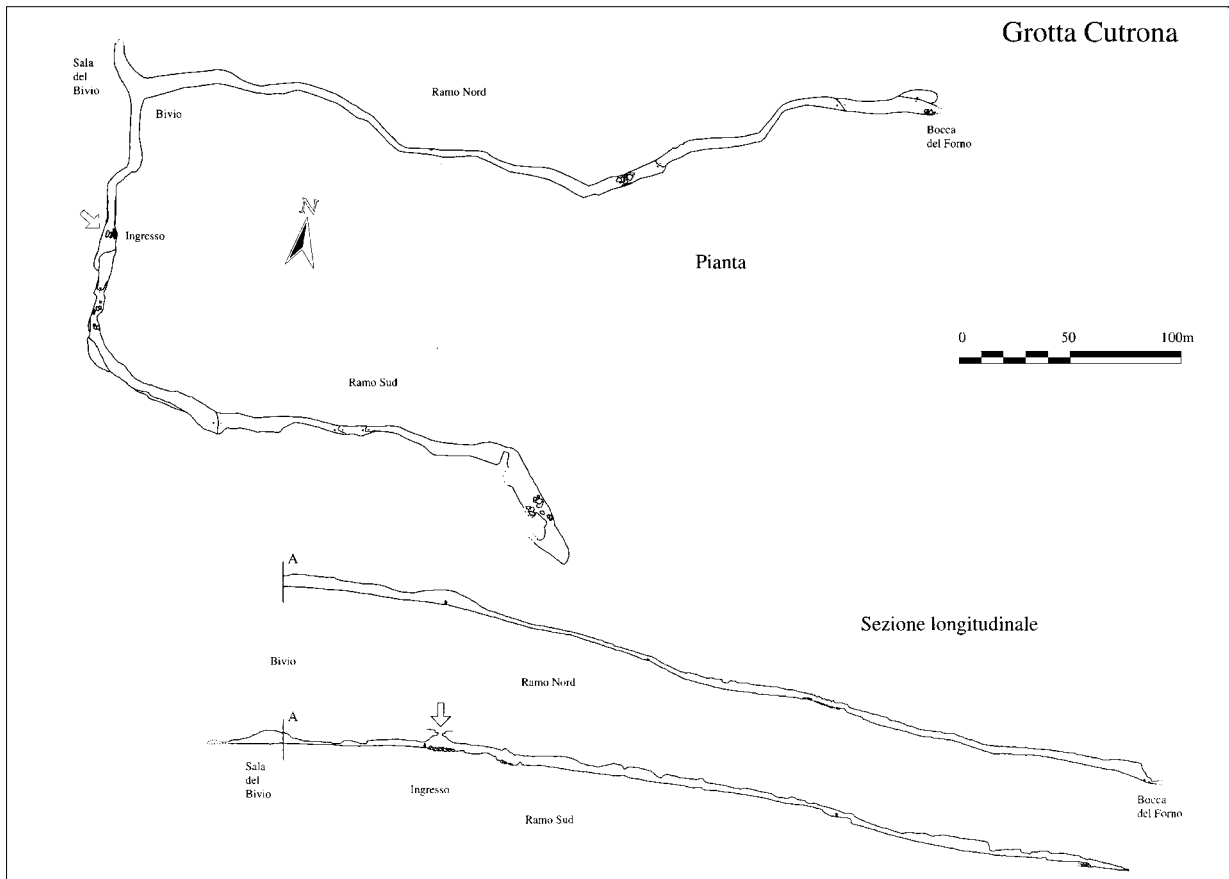 Grotta Cutrona
Sala
del
Bivio
Bivio
Ramo Nord
Bocca
del Forno
N
Ingresso
Pianta
0 50 100m
Ramo Sud
A
Sezione longitudinale
Bivio
Ramo Nord
A
Sala
del
Bivio
Ingresso
Ramo Sud
Bocca
del Forno